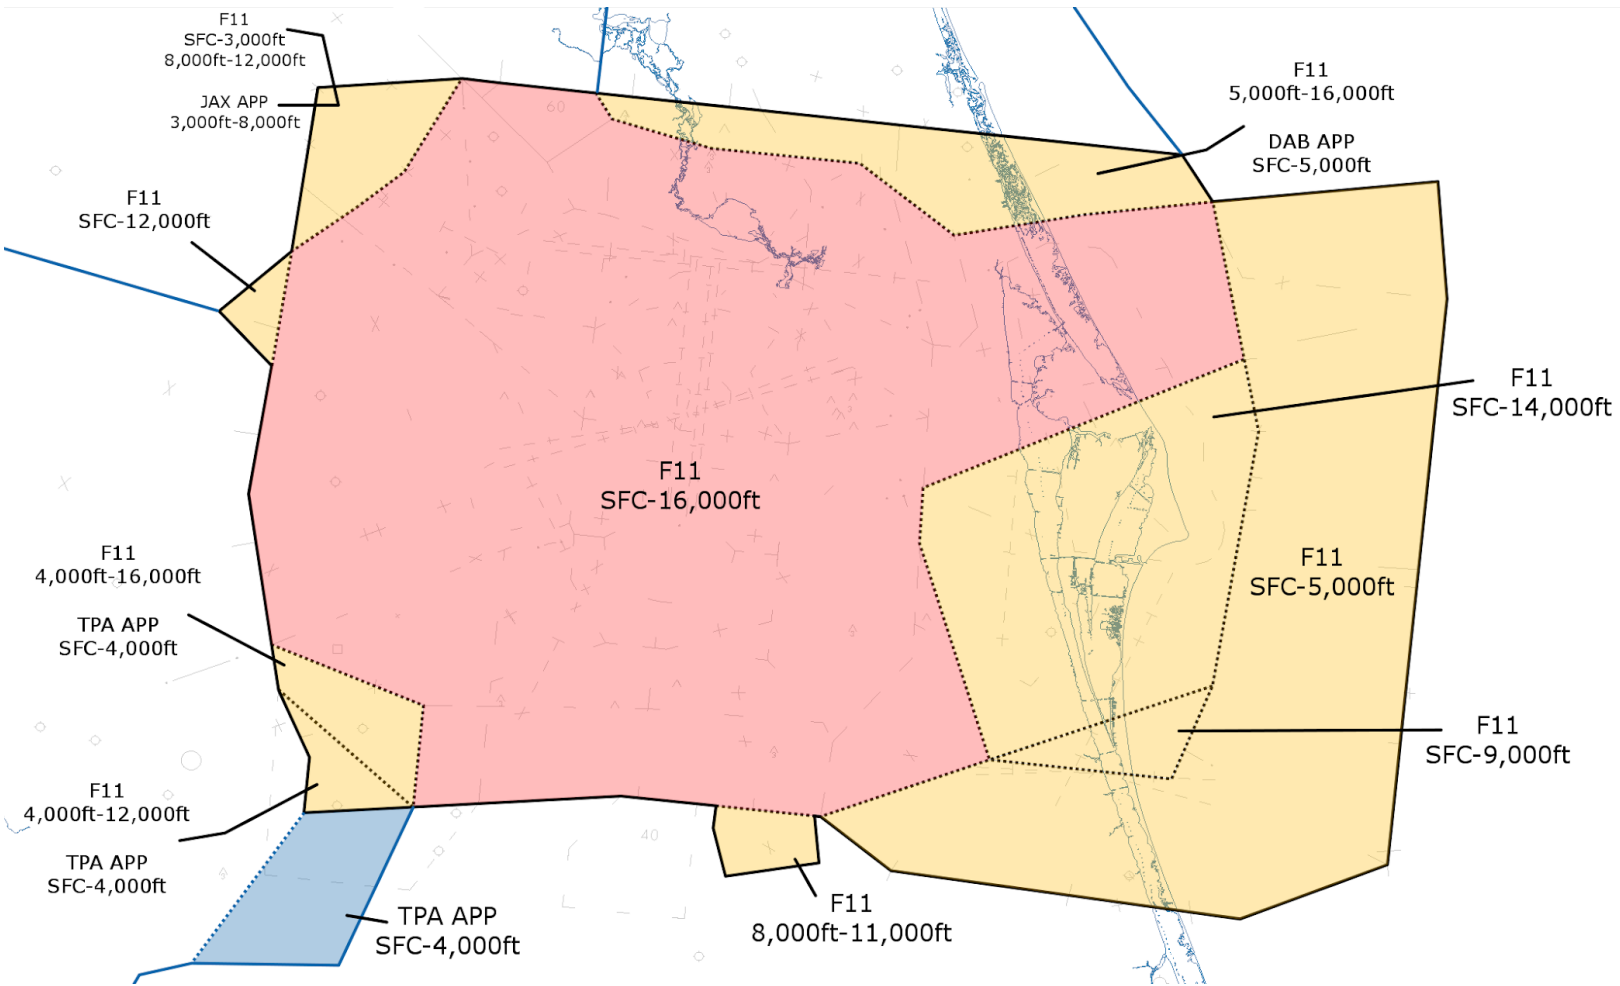 F11
SFC-3,000ft
8,000ft-12,000ft
JAX APP
3,000ft-8,000ft
60
F11
5,000ft-16,000ft
DAB APP
SFC-5,000ft
F11
SFC-12,000ft
F11
SFC-14,000ft
F11
SFC-16,000ft
F11
4,000ft-16,000ft
TPA APP
SFC-4,000ft
F11
SFC-5,000ft
F11
SFC-9,000ft
F11
4,000ft-12,000ft
TPA APP
SFC-4,000ft
40
TPA APP
SFC-4,000ft
F11
8,000ft-11,000ft